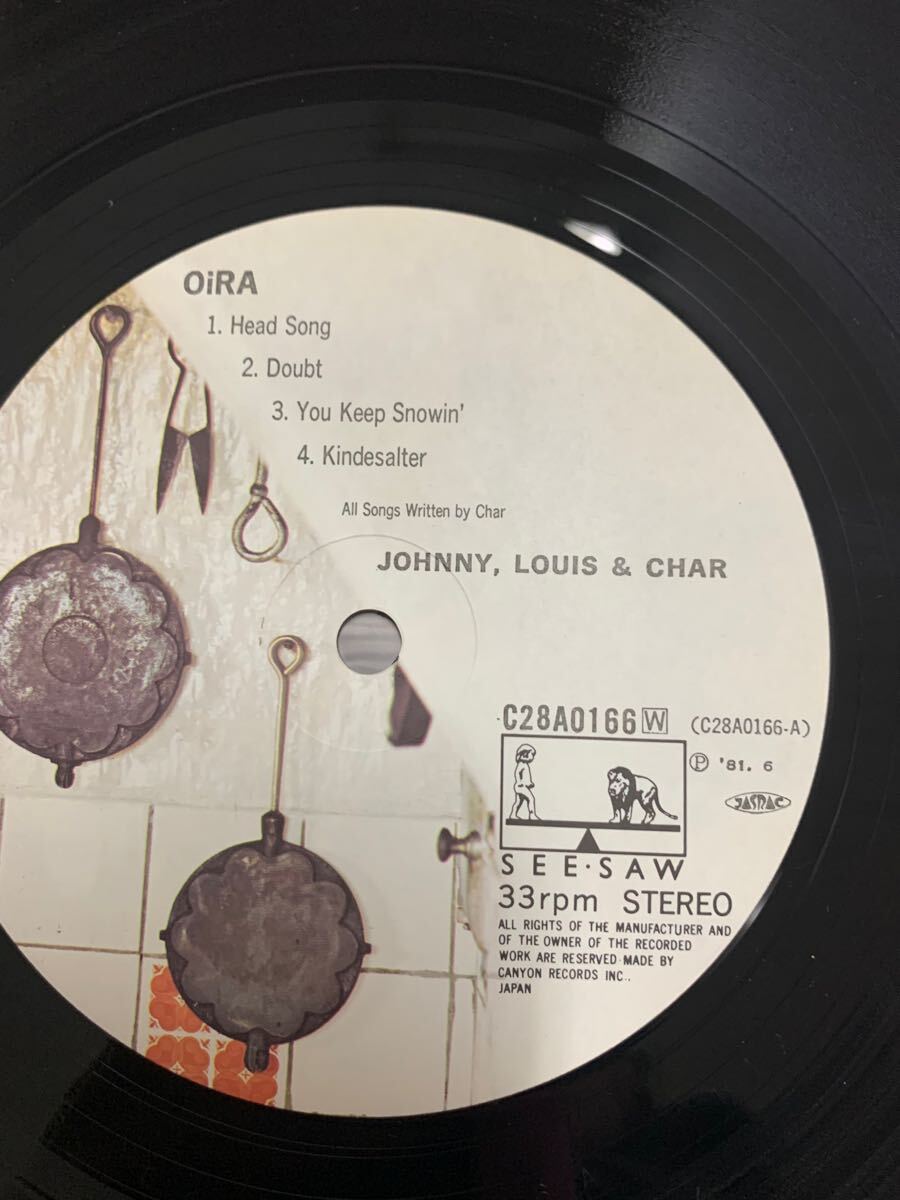 OiRA
1. Head Song
2. Doubt
3. You Keep Snowin'
4. Kindesalter
All Songs Written by Char
JOHNNY, LOUIS & CHAR
C28A0166 W (C28A0166-A)
Ⓟ '81. 6
JASRAC
SEE·SAW
33rpm STEREO
ALL RIGHTS OF THE MANUFACTURER AND
OF THE OWNER OF THE RECORDED
WORK ARE RESERVED·MADE BY
CANYON RECORDS INC..
JAPAN